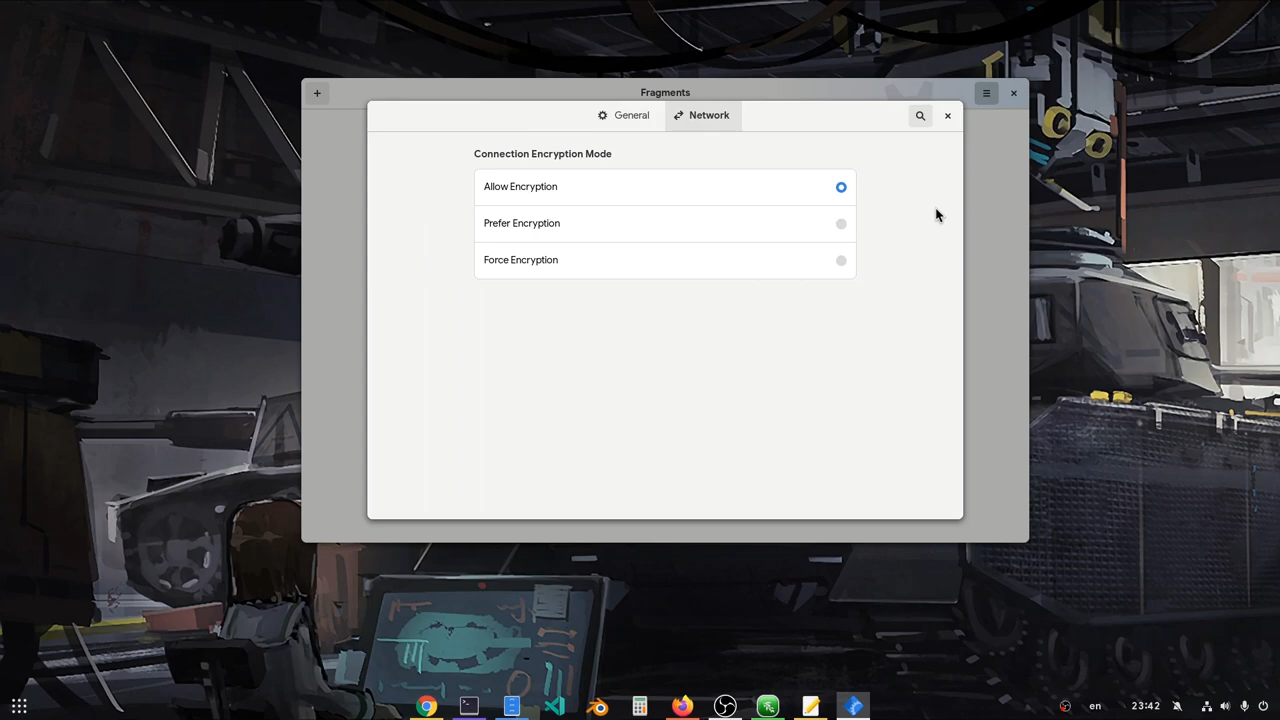 Fragments
General
Network
Connection Encryption Mode
Allow Encryption
Prefer Encryption
Force Encryption
en
23:42